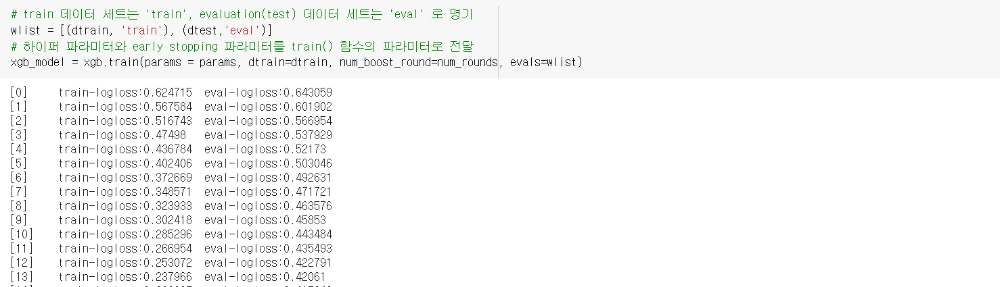 # train 데이터 세트는 'train', evaluation(test) 데이터 세트는 'eval' 로 명기
wlist = [(dtrain, 'train'), (dtest,'eval')]
# 하이퍼 파라미터와 early stopping 파라미터를 train() 함수의 파라미터로 전달
xgb_model = xgb.train(params = params, dtrain=dtrain, num_boost_round=num_rounds, evals=wlist)
[0] train-logloss:0.624715 eval-logloss:0.643059
[1] train-logloss:0.567584 eval-logloss:0.601902
[2] train-logloss:0.516743 eval-logloss:0.566954
[3] train-logloss:0.47498 eval-logloss:0.537929
[4] train-logloss:0.436784 eval-logloss:0.52173
[5] train-logloss:0.402406 eval-logloss:0.503046
[6] train-logloss:0.372669 eval-logloss:0.492631
[7] train-logloss:0.348571 eval-logloss:0.471721
[8] train-logloss:0.323933 eval-logloss:0.463576
[9] train-logloss:0.302418 eval-logloss:0.45853
[10] train-logloss:0.285296 eval-logloss:0.443484
[11] train-logloss:0.266954 eval-logloss:0.435493
[12] train-logloss:0.253072 eval-logloss:0.422791
[13] train-logloss:0.237966 eval-logloss:0.42061